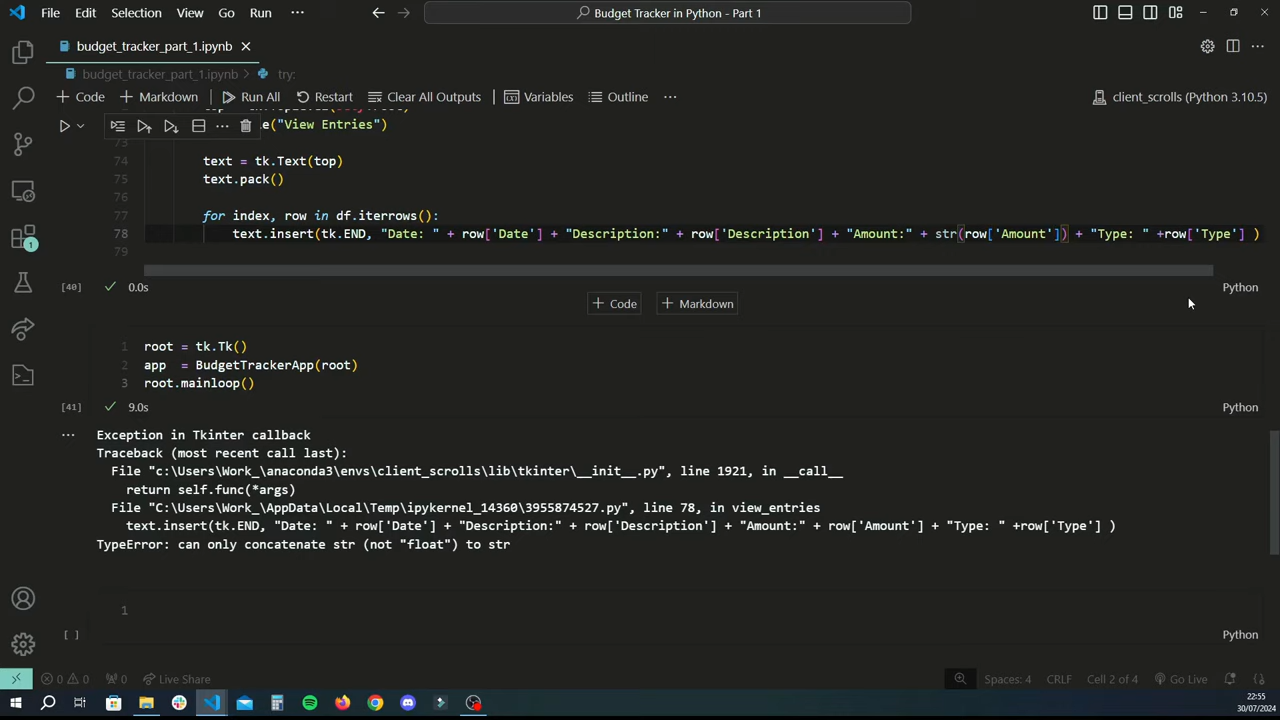 File Edit Selection View Go Run ··· Budget Tracker in Python - Part 1
budget_tracker_part_1.ipynb
budget_tracker_part_1.ipynb > try:
+ Code + Markdown Run All Restart Clear All Outputs Variables Outline ··· client_scrolls (Python 3.10.5)
"View Entries")
73
74 text = tk.Text(top)
75 text.pack()
76
77 for index, row in df.iterrows():
78 text.insert(tk.END, "Date: " + row['Date'] + "Description:" + row['Description'] + "Amount:" + str(row['Amount']) + "Type: " +row['Type'] )
79
[40] 0.0s Python
+ Code + Markdown
1 root = tk.Tk()
2 app = BudgetTrackerApp(root)
3 root.mainloop()
[41] 9.0s Python
Exception in Tkinter callback
Traceback (most recent call last):
File "c:\Users\Work_\anaconda3\envs\client_scrolls\lib\tkinter\__init__.py", line 1921, in __call__
return self.func(*args)
File "C:\Users\Work_\AppData\Local\Temp\ipykernel_14360\3955874527.py", line 78, in view_entries
text.insert(tk.END, "Date: " + row['Date'] + "Description:" + row['Description'] + "Amount:" + row['Amount'] + "Type: " +row['Type'] )
TypeError: can only concatenate str (not "float") to str
1
[ ] Python
0 0 0 Live Share Spaces: 4 CRLF Cell 2 of 4 Go Live
22:55
30/07/2024